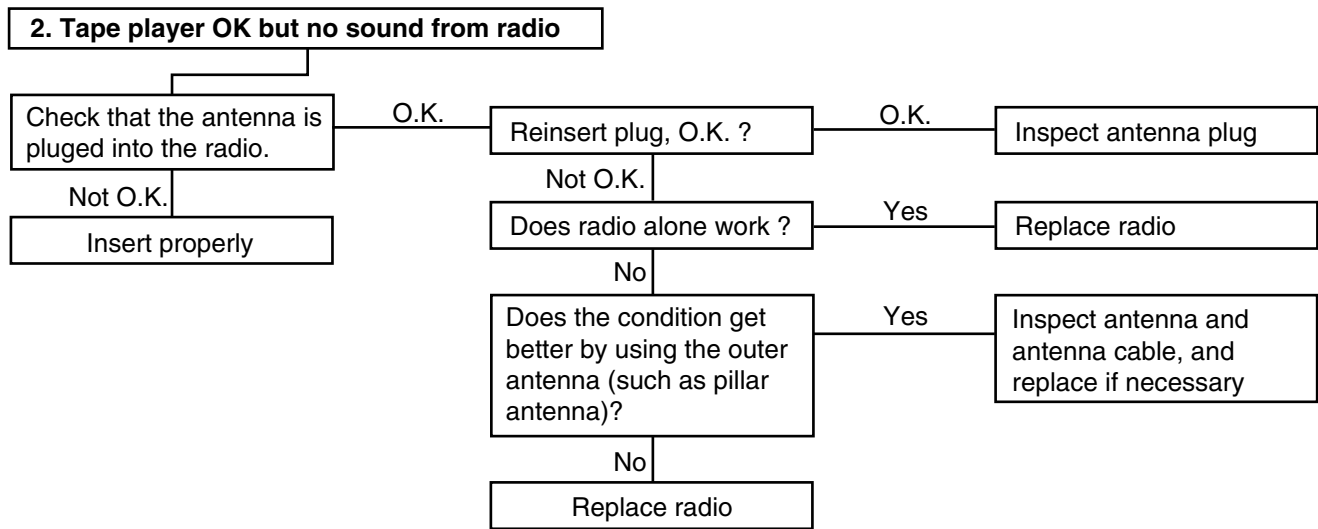 2. Tape player OK but no sound from radio
Check that the antenna is
pluged into the radio.
O.K.
Reinsert plug, O.K. ?
O.K.
Inspect antenna plug
Not O.K.
Insert properly
Not O.K.
Does radio alone work ?
Yes
Replace radio
No
Does the condition get
better by using the outer
antenna (such as pillar
antenna)?
Yes
Inspect antenna and
antenna cable, and
replace if necessary
No
Replace radio